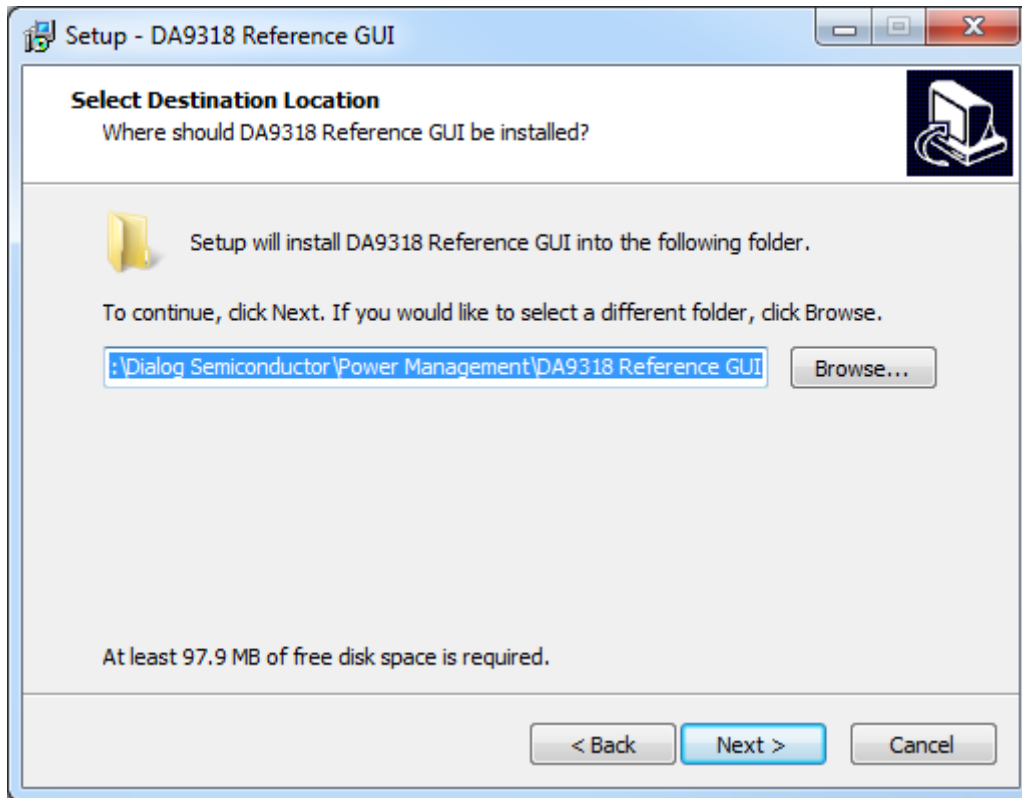 Setup - DA9318 Reference GUI
Select Destination Location
Where should DA9318 Reference GUI be installed?
Setup will install DA9318 Reference GUI into the following folder.
To continue, click Next. If you would like to select a different folder, click Browse.
:\Dialog Semiconductor\Power Management\DA9318 Reference GUI
Browse...
At least 97.9 MB of free disk space is required.
< Back
Next >
Cancel